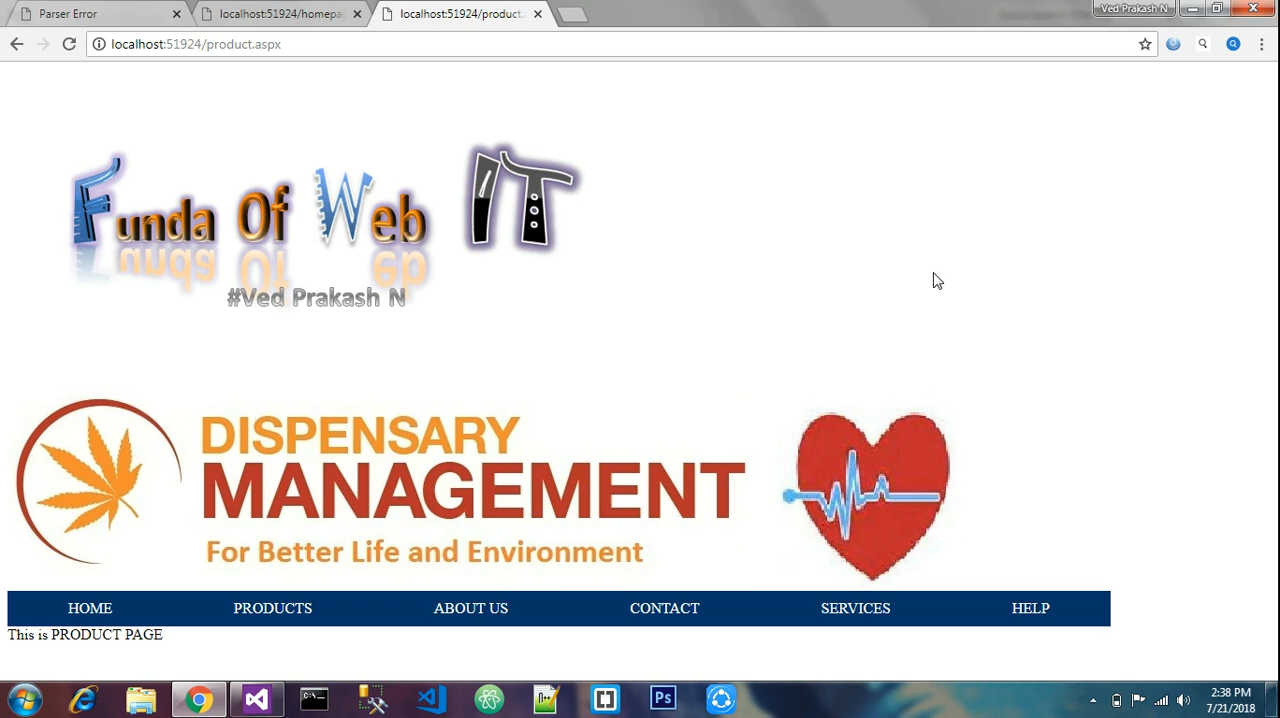 Parser Error
localhost:51924/homepa
localhost:51924/product.
Ved Prakash N
localhost:51924/product.aspx
Funda Of Web IT
#Ved Prakash N
DISPENSARY
MANAGEMENT
For Better Life and Environment
HOME PRODUCTS ABOUT US CONTACT SERVICES HELP
This is PRODUCT PAGE
Ps
2:38 PM
7/21/2018